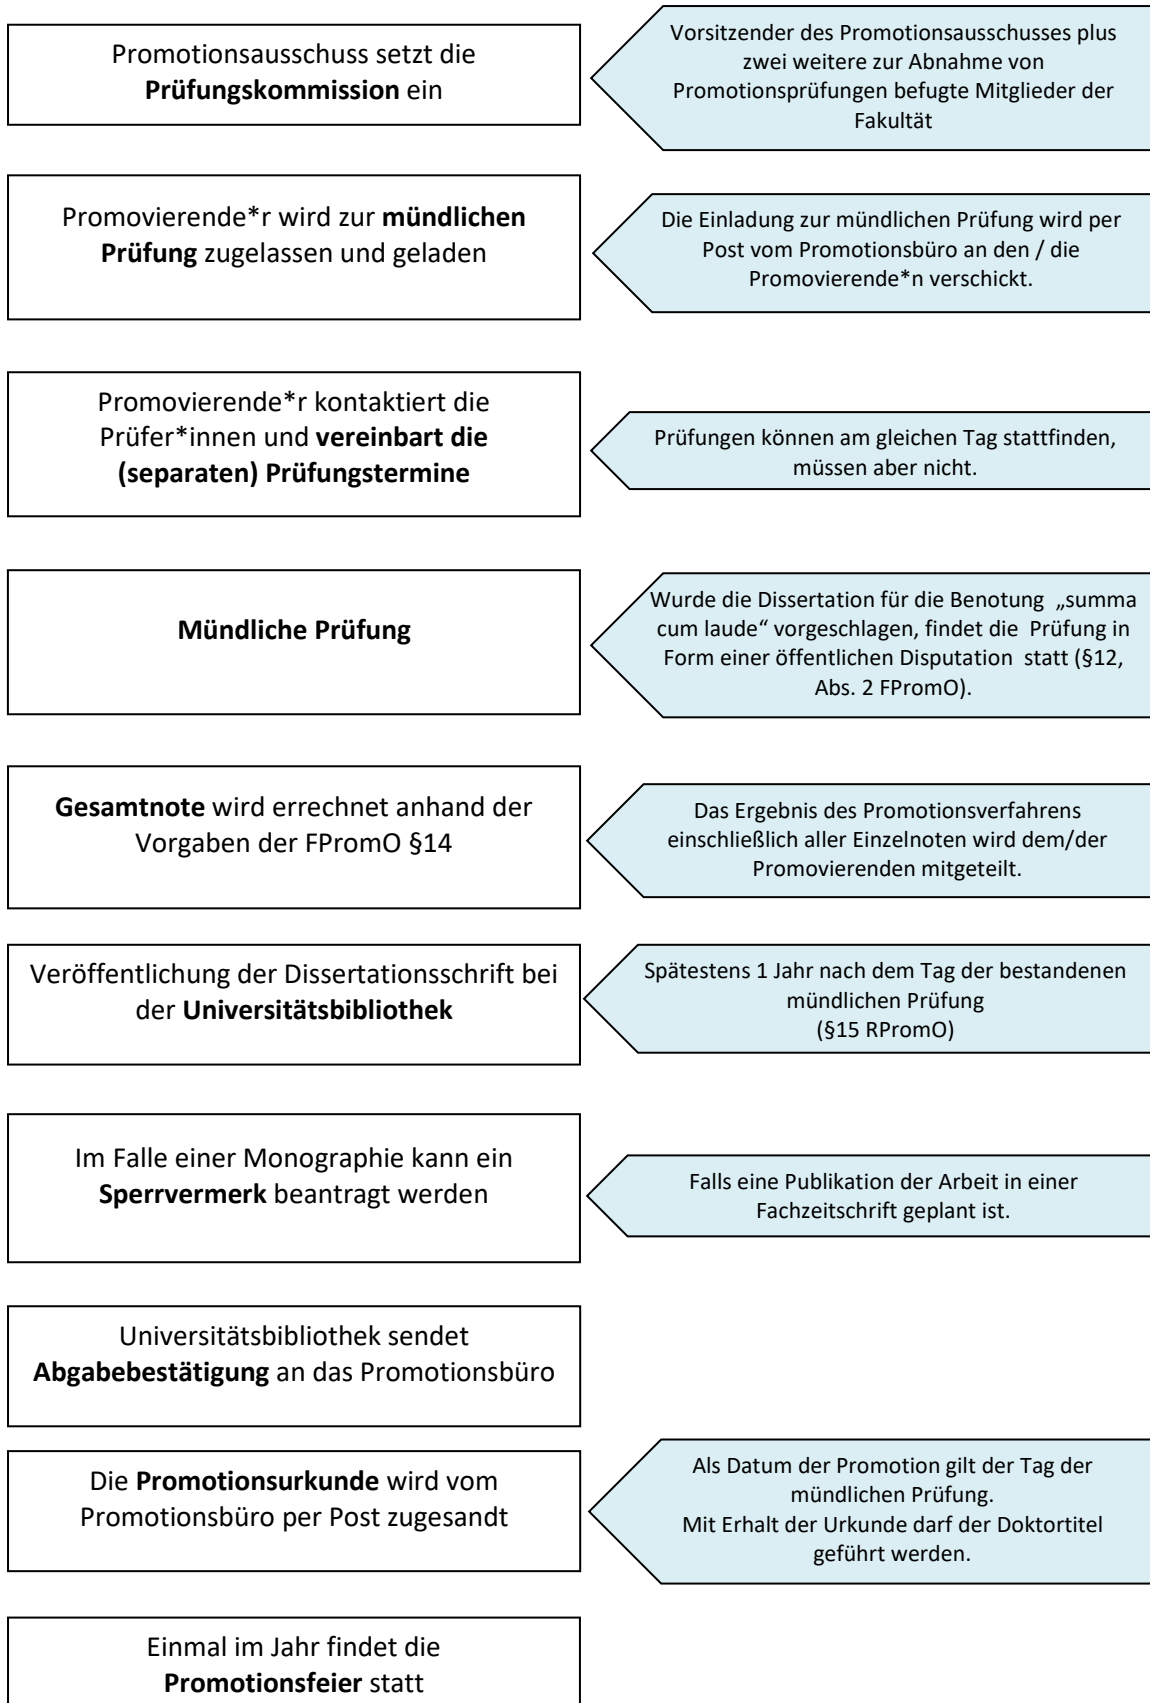 Promotionsausschuss setzt die
Prüfungskommission ein
Vorsitzender des Promotionsausschusses plus
zwei weitere zur Abnahme von
Promotionsprüfungen befugte Mitglieder der
Fakultät
Promovierende*r wird zur mündlichen
Prüfung zugelassen und geladen
Die Einladung zur mündlichen Prüfung wird per
Post vom Promotionsbüro an den / die
Promovierende*n verschickt.
Promovierende*r kontaktiert die
Prüfer*innen und vereinbart die
(separaten) Prüfungstermine
Prüfungen können am gleichen Tag stattfinden,
müssen aber nicht.
Mündliche Prüfung
Wurde die Dissertation für die Benotung „summa
cum laude“ vorgeschlagen, findet die Prüfung in
Form einer öffentlichen Disputation statt (§12,
Abs. 2 FPromO).
Gesamtnote wird errechnet anhand der
Vorgaben der FPromO §14
Das Ergebnis des Promotionsverfahrens
einschließlich aller Einzelnoten wird dem/der
Promovierenden mitgeteilt.
Veröffentlichung der Dissertationsschrift bei
der Universitätsbibliothek
Spätestens 1 Jahr nach dem Tag der bestandenen
mündlichen Prüfung
(§15 RPromO)
Im Falle einer Monographie kann ein
Sperrvermerk beantragt werden
Falls eine Publikation der Arbeit in einer
Fachzeitschrift geplant ist.
Universitätsbibliothek sendet
Abgabebestätigung an das Promotionsbüro
Die Promotionsurkunde wird vom
Promotionsbüro per Post zugesandt
Als Datum der Promotion gilt der Tag der
mündlichen Prüfung.
Mit Erhalt der Urkunde darf der Doktortitel
geführt werden.
Einmal im Jahr findet die
Promotionsfeier statt